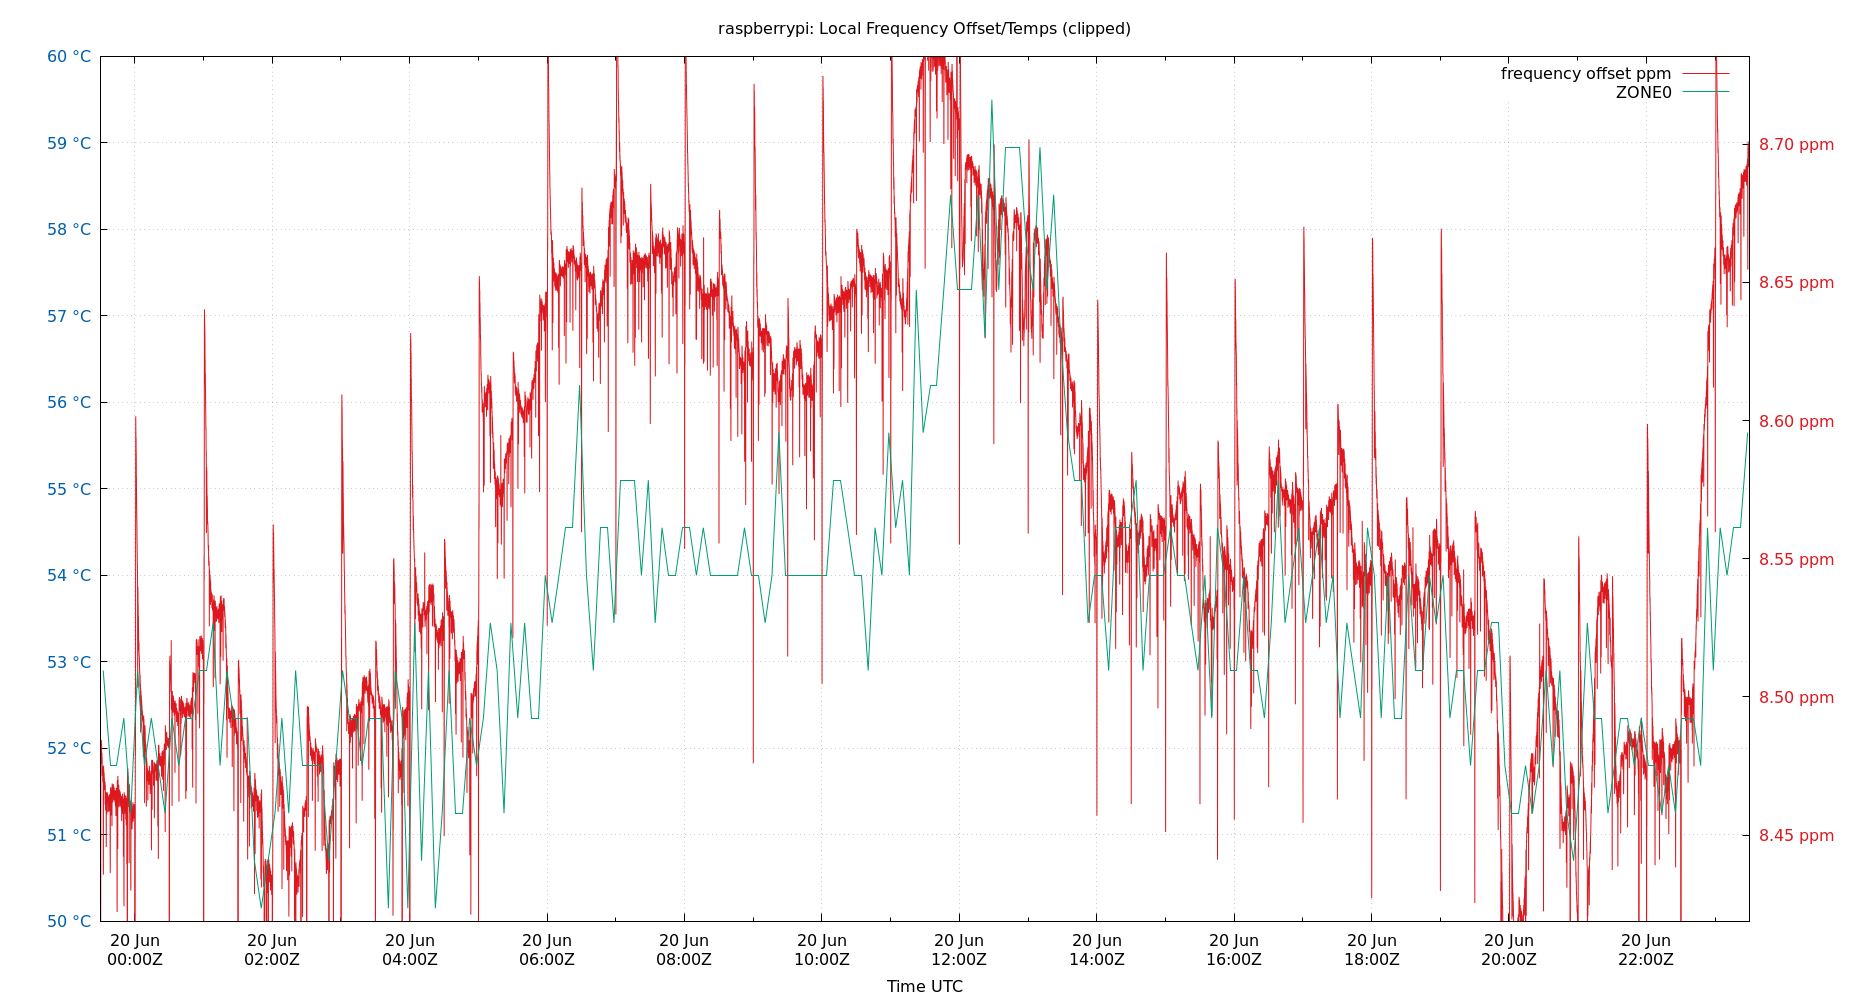 raspberrypi: Local Frequency Offset/Temps (clipped)
60 °C
59 °C
58 °C
57 °C
56 °C
55 °C
54 °C
53 °C
52 °C
51 °C
50 °C
frequency offset ppm
ZONE0
8.70 ppm
8.65 ppm
8.60 ppm
8.55 ppm
8.50 ppm
8.45 ppm
20 Jun 20 Jun 20 Jun 20 Jun 20 Jun 20 Jun 20 Jun 20 Jun 20 Jun 20 Jun 20 Jun 20 Jun
00:00Z 02:00Z 04:00Z 06:00Z 08:00Z 10:00Z 12:00Z 14:00Z 16:00Z 18:00Z 20:00Z 22:00Z
Time UTC